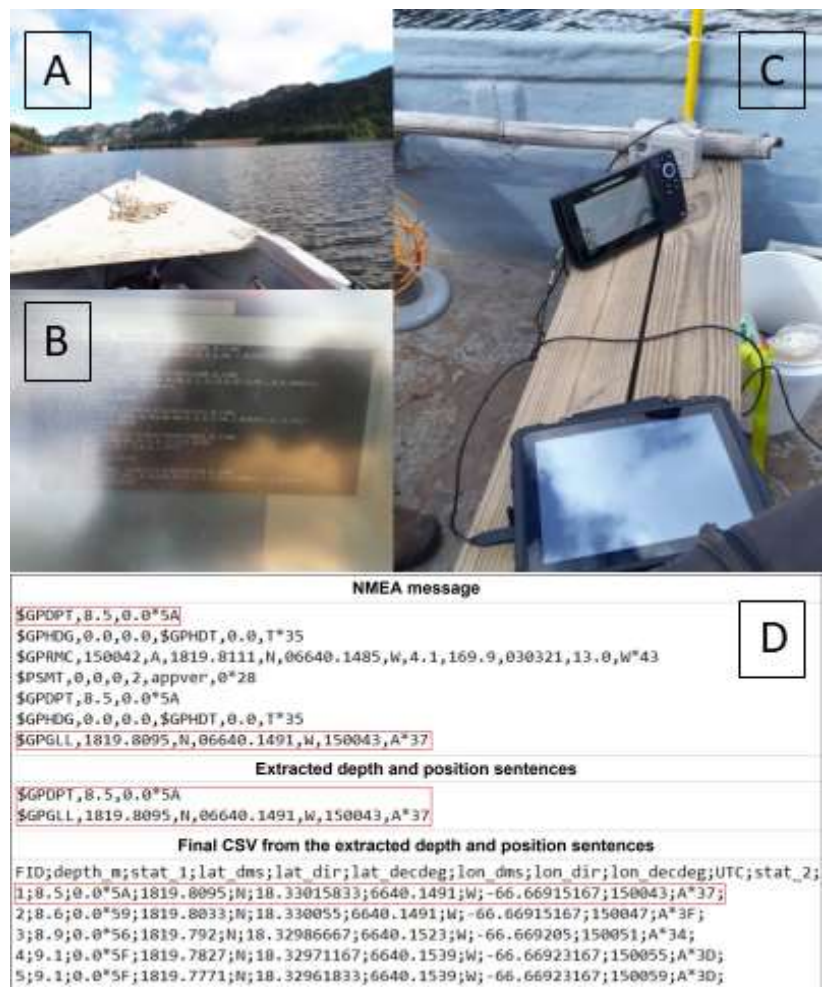 A
B
C
D
NMEA message
$GPDPT,8.5,0.0*5A
$GPHDG,0.0,0.0,$GPHDT,0.0,T*35
$GPRMC,150042,A,1819.8111,N,06640.1485,W,4.1,169.9,030321,13.0,W*43
$PSMT,0,0,0,2,appver,0*28
$GPDPT,8.5,0.0*5A
$GPHDG,0.0,0.0,$GPHDT,0.0,T*35
$GPGLL,1819.8095,N,06640.1491,W,150043,A*37
Extracted depth and position sentences
$GPDPT,8.5,0.0*5A
$GPGLL,1819.8095,N,06640.1491,W,150043,A*37
Final CSV from the extracted depth and position sentences
FID;depth_m;stat_1;lat_dms;lat_dir;lat_decdeg;lon_dms;lon_dir;lon_decdeg;UTC;stat_2;
1;8.5;0.0*5A;1819.8095;N;18.33015833;6640.1491;W;-66.66915167;150043;A*37;
2;8.6;0.0*59;1819.8033;N;18.330055;6640.1491;W;-66.66915167;150047;A*3F;
3;8.9;0.0*56;1819.792;N;18.32986667;6640.1523;W;-66.669205;150051;A*34;
4;9.1;0.0*5F;1819.7827;N;18.32971167;6640.1539;W;-66.66923167;150055;A*3D;
5;9.1;0.0*5F;1819.7771;N;18.32961833;6640.1539;W;-66.66923167;150059;A*3D;